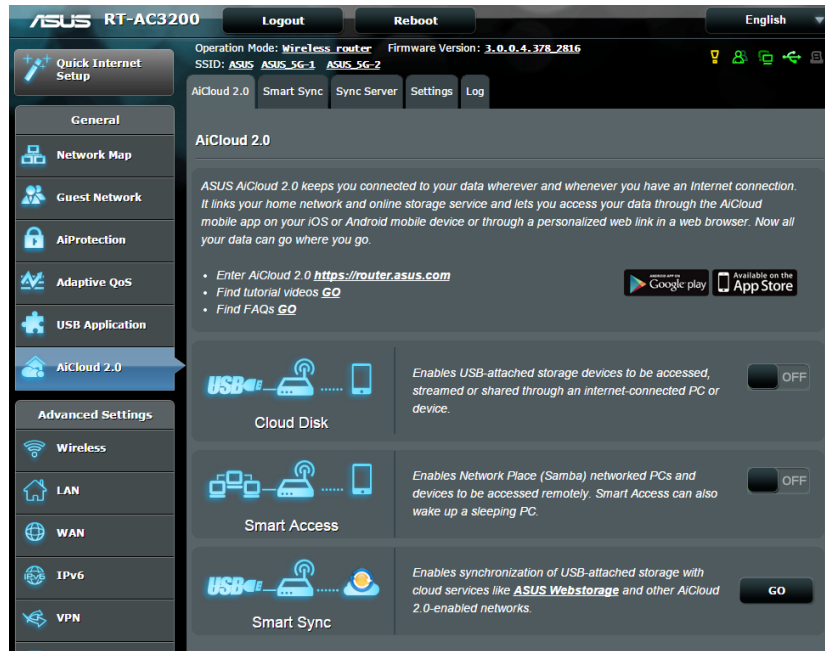 ASUS RT-AC3200 Logout Reboot English
Quick Internet Setup
Operation Mode: Wireless router Firmware Version: 3.0.0.4.378_2816
SSID: ASUS ASUS_5G-1 ASUS_5G-2
AiCloud 2.0 Smart Sync Sync Server Settings Log
General
Network Map
Guest Network
AiProtection
Adaptive QoS
USB Application
AiCloud 2.0
Advanced Settings
Wireless
LAN
WAN
IPv6
IPv6
VPN
AiCloud 2.0
ASUS AiCloud 2.0 keeps you connected to your data wherever and whenever you have an Internet connection.
It links your home network and online storage service and lets you access your data through the AiCloud
mobile app on your iOS or Android mobile device or through a personalized web link in a web browser. Now all
your data can go where you go.
• Enter AiCloud 2.0 https://router.asus.com
• Find tutorial videos GO
• Find FAQs GO
ANDROID APP ON
Google play
Available on the
App Store
USB
Cloud Disk
Enables USB-attached storage devices to be accessed,
streamed or shared through an internet-connected PC or
device.
OFF
Smart Access
Enables Network Place (Samba) networked PCs and
devices to be accessed remotely. Smart Access can also
wake up a sleeping PC.
OFF
USB
Smart Sync
Enables synchronization of USB-attached storage with
cloud services like ASUS Webstorage and other AiCloud
2.0-enabled networks.
GO